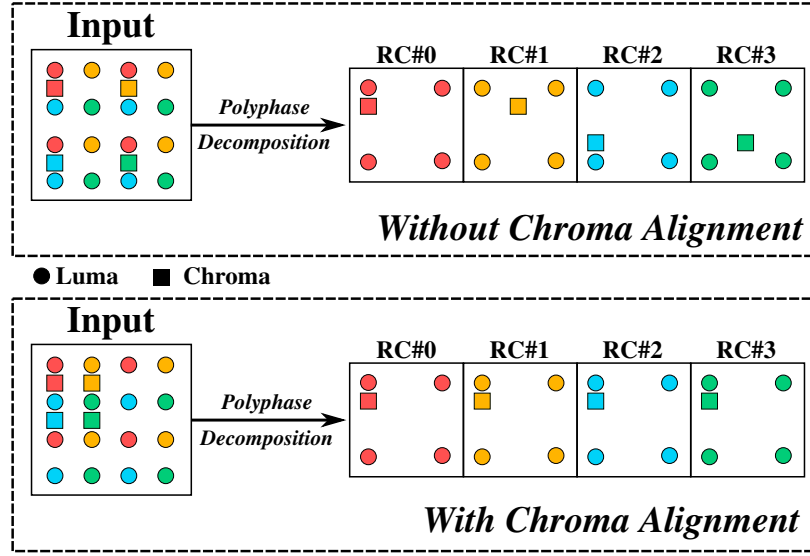 Input
RC#0 RC#1 RC#2 RC#3
Polyphase
Decomposition
Without Chroma Alignment
Luma Chroma
Input
RC#0 RC#1 RC#2 RC#3
Polyphase
Decomposition
With Chroma Alignment